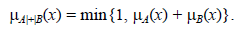 μA|+|B(x) = min{1, μA(x) + μB(x)}.